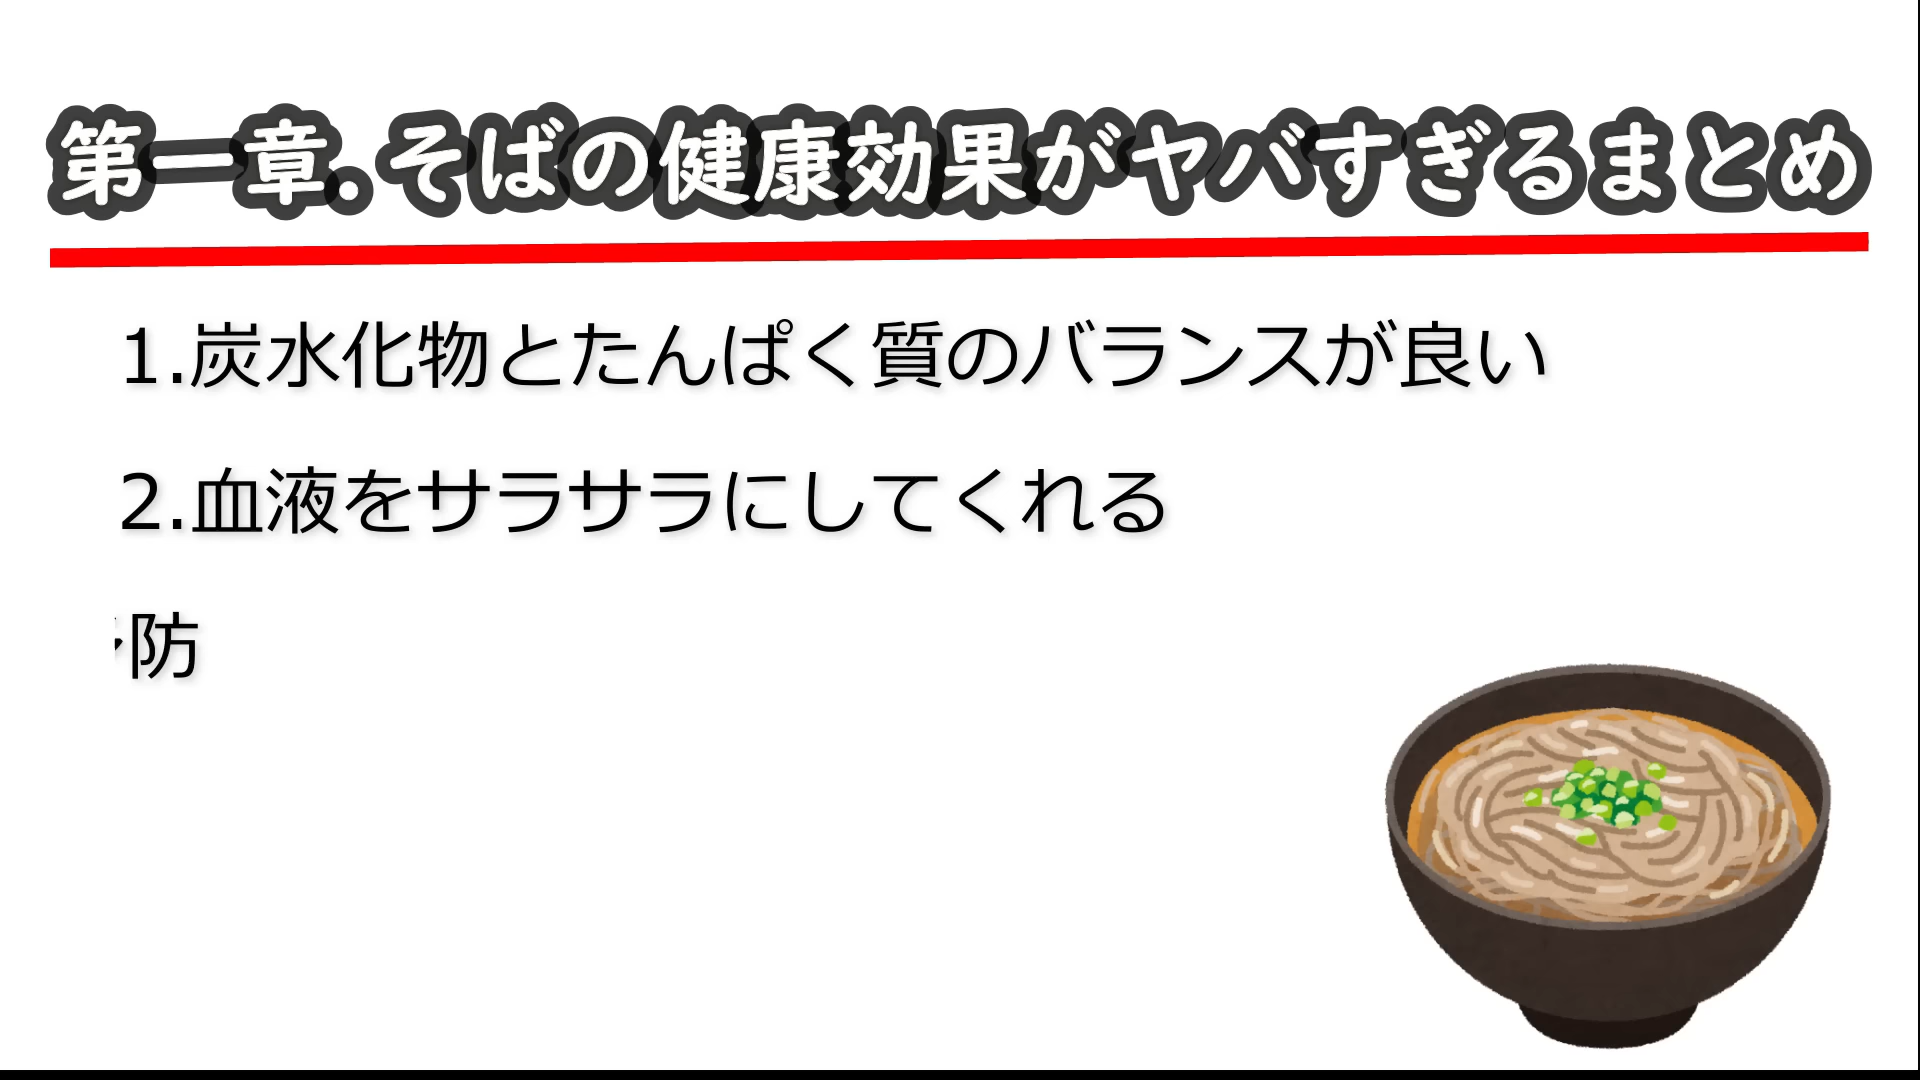 第一章.そばの健康効果がヤバすぎるまとめ
1.炭水化物とたんぱく質のバランスが良い
2.血液をサラサラにしてくれる
防